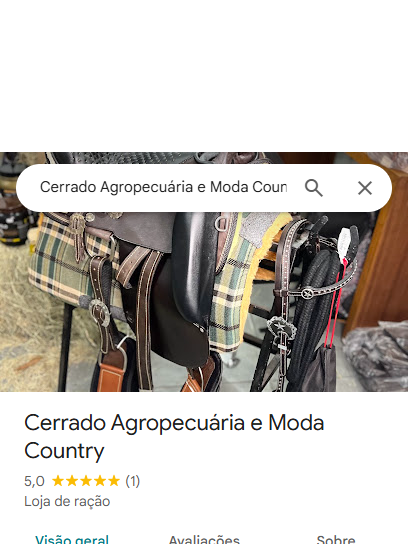 Cerrado Agropecuária e Moda Coun
Cerrado Agropecuária e Moda
Country
5,0 (1)
Loja de ração
Visão geral Avaliações Sobre